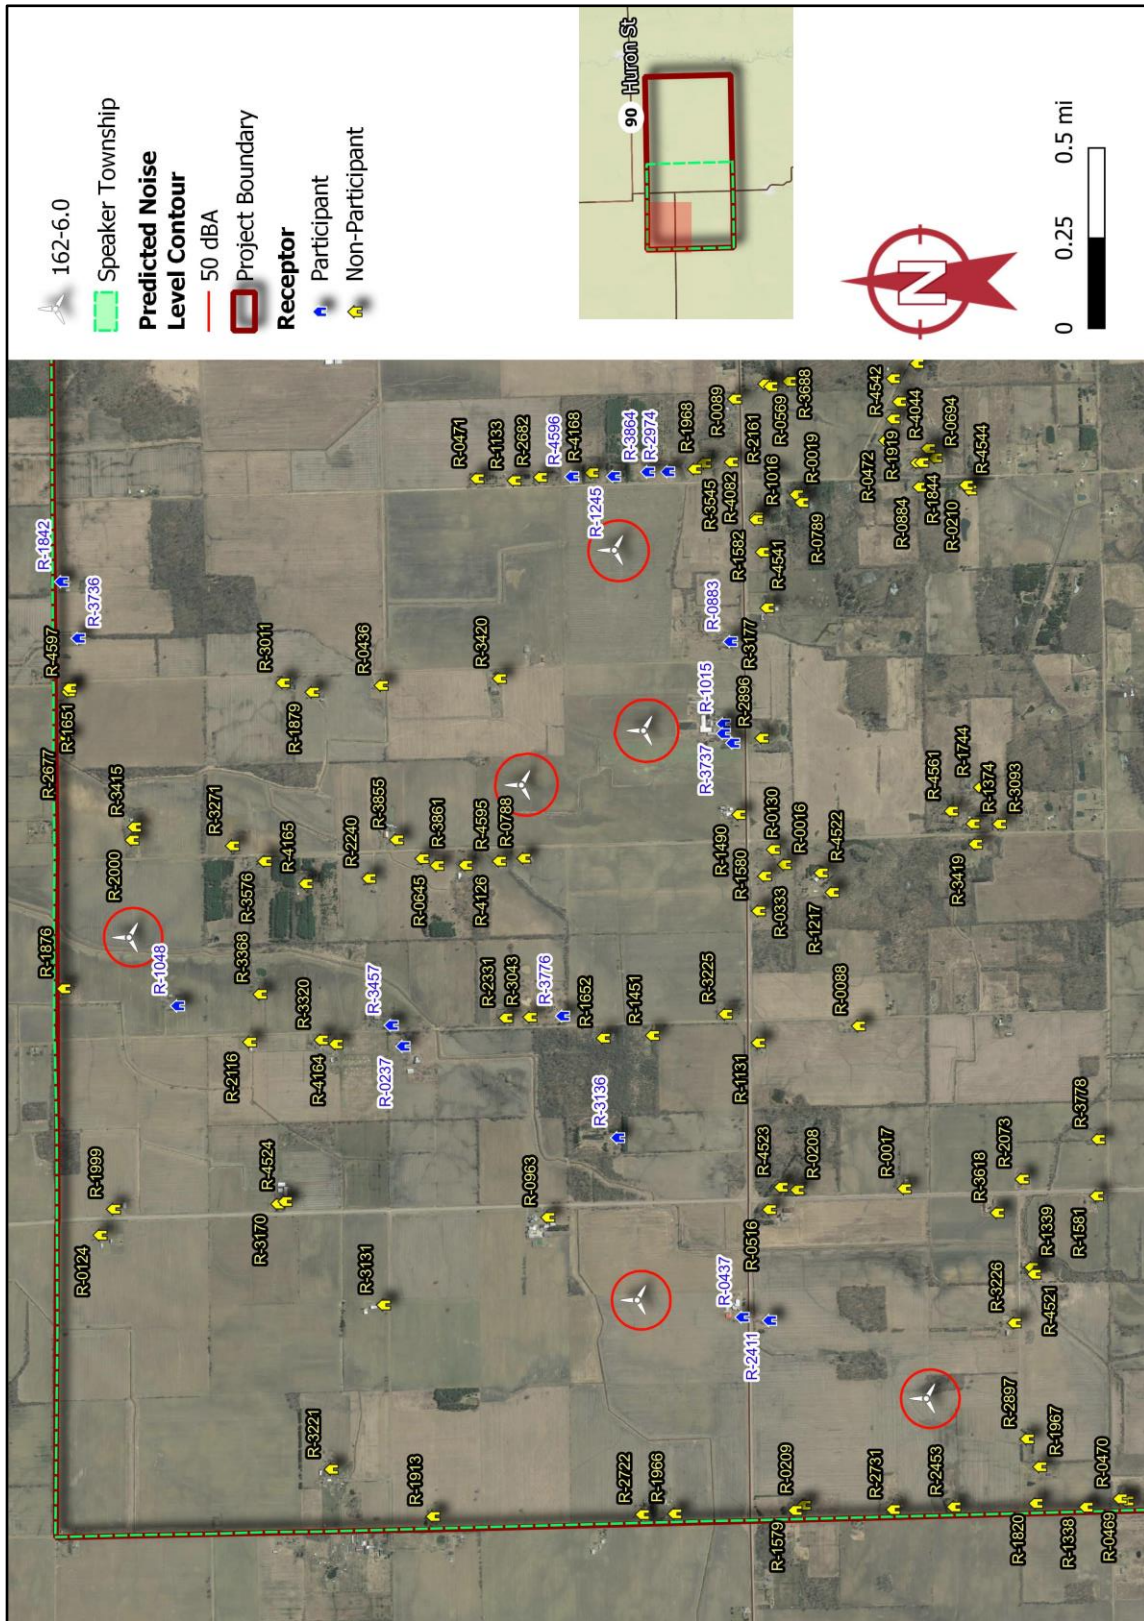 162-6.0
Speaker Township
Predicted Noise
Level Contour
50 dBA
Project Boundary
Receptor
Participant
Non-Participant
90
Huron St
N
0
0.25
0.5 mi
R-1842
R-3736
R-4597
R-1651
R-2677
R-3415
R-2000
R-1876
R-1048
R-1999
R-0124
R-3011
R-1879
R-0436
R-3420
R-3271
R-4165
R-3576
R-2240
R-3855
R-3861
R-0645
R-4595
R-0788
R-4126
R-3368
R-3320
R-2116
R-4164
R-3457
R-0237
R-2331
R-3043
R-3776
R-1652
R-1451
R-3225
R-1131
R-0088
R-3136
R-4524
R-3170
R-0963
R-3131
R-3221
R-1913
R-2722
R-1966
R-0471
R-1133
R-2682
R-4596
R-4168
R-1245
R-3864
R-2974
R-1968
R-3545
R-4082
R-0089
R-2161
R-0569
R-3688
R-1016
R-0019
R-0789
R-1582
R-4541
R-0883
R-3177
R-1015
R-2896
R-3737
R-0472
R-1919
R-4542
R-4044
R-0694
R-0884
R-1844
R-0210
R-4544
R-1490
R-1580
R-0130
R-0016
R-0333
R-4522
R-1217
R-4561
R-1744
R-1374
R-3093
R-3419
R-4523
R-0208
R-0516
R-0017
R-3618
R-2073
R-3778
R-1339
R-1581
R-3226
R-4521
R-0437
R-2411
R-2897
R-1967
R-0470
R-0209
R-1579
R-2731
R-2453
R-1820
R-1338
R-0469